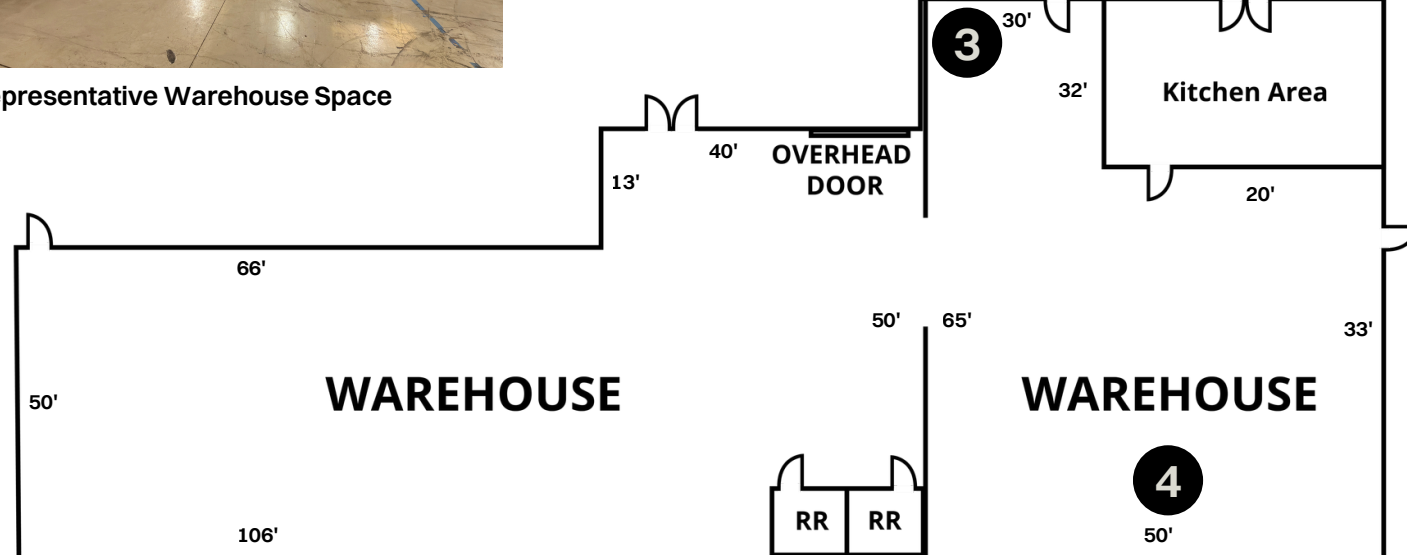 presentative Warehouse Space
3
30'
32'
Kitchen Area
40'
OVERHEAD
DOOR
13'
20'
66'
50'
65'
33'
WAREHOUSE
WAREHOUSE
50'
4
RR
RR
106'
50'